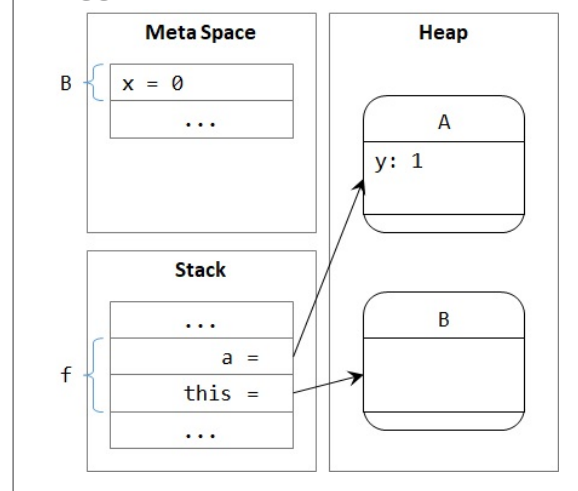 Meta Space
B
x = 0
...
Stack
...
f
a =
this =
...
Heap
A
y: 1
B